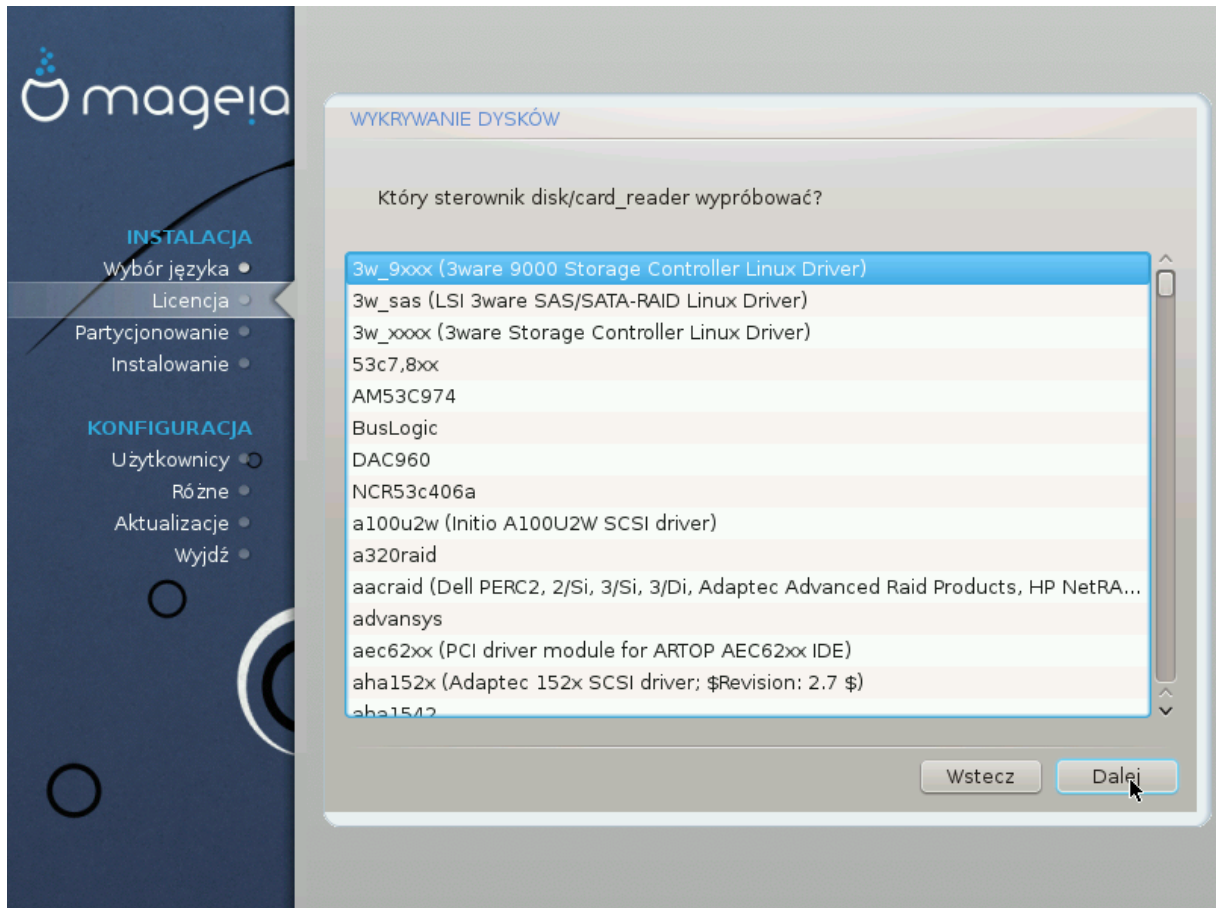 mageia
INSTALACJA
Wybór języka
Licencja
Partycjonowanie
Instalowanie
KONFIGURACJA
Użytkownicy
Różne
Aktualizacje
Wyjdź
WYKRYWANIE DYSKÓW
Który sterownik disk/card_reader wypróbować?
3w_9xxx (3ware 9000 Storage Controller Linux Driver)
3w_sas (LSI 3ware SAS/SATA-RAID Linux Driver)
3w_xxxx (3ware Storage Controller Linux Driver)
53c7,8xx
AM53C974
BusLogic
DAC960
NCR53c406a
a100u2w (Initio A100U2W SCSI driver)
a320raid
aacraid (Dell PERC2, 2/Si, 3/Si, 3/Di, Adaptec Advanced Raid Products, HP NetRA...
advansys
aec62xx (PCI driver module for ARTOP AEC62xx IDE)
aha152x (Adaptec 152x SCSI driver; $Revision: 2.7 $)
aha1542
Wstecz
Dalej